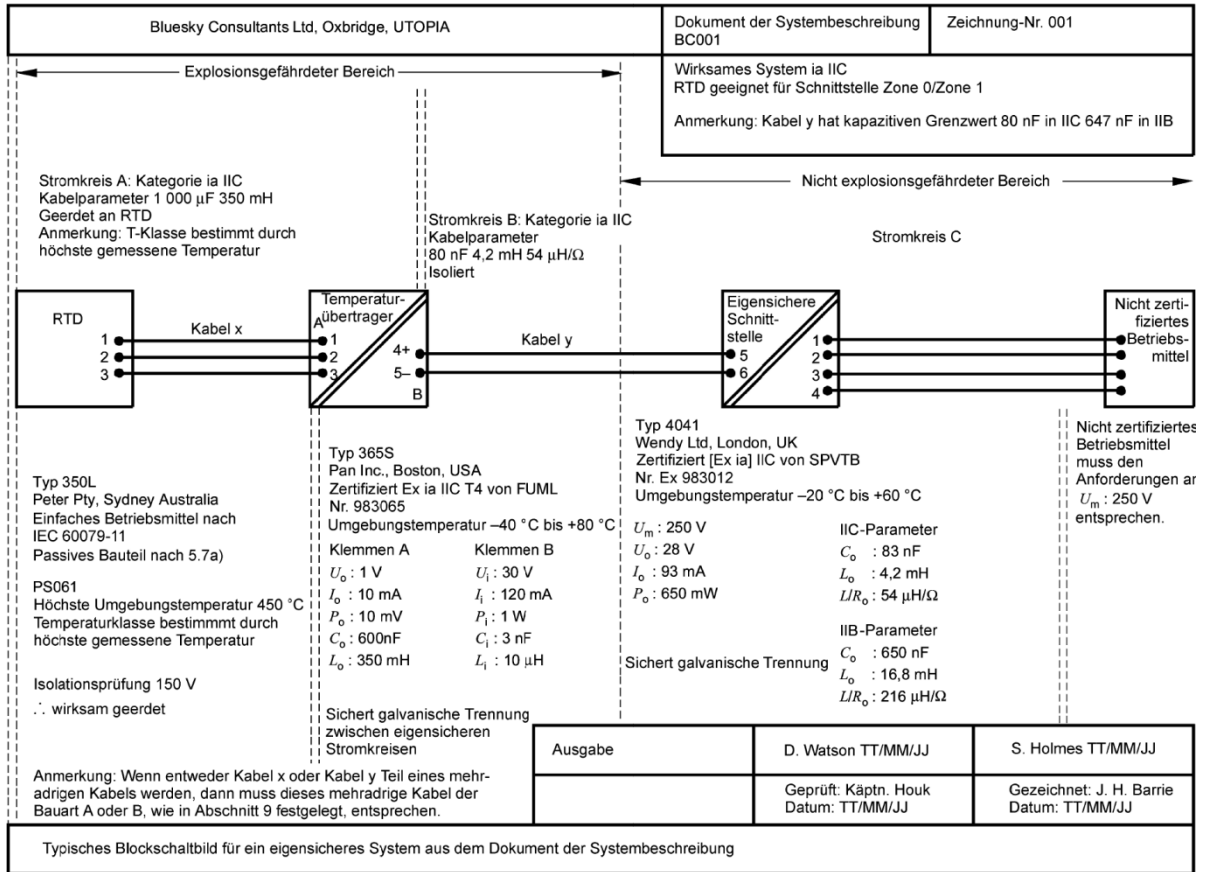 Bluesky Consultants Ltd, Oxbridge, UTOPIA
Dokument der Systembeschreibung
BC001
Zeichnung-Nr. 001
Explosionsgefährdeter Bereich
Wirksames System ia IIC
RTD geeignet für Schnittstelle Zone 0/Zone 1
Anmerkung: Kabel y hat kapazitiven Grenzwert 80 nF in IIC 647 nF in IIB
Nicht explosionsgefährdeter Bereich
Stromkreis A: Kategorie ia IIC
Kabelparameter 1 000 µF 350 mH
Geerdet an RTD
Anmerkung: T-Klasse bestimmt durch
höchste gemessene Temperatur
Stromkreis B: Kategorie ia IIC
Kabelparameter
80 nF 4,2 mH 54 µH/Ω
Isoliert
Stromkreis C
RTD
1
2
3
Kabel x
Temperatur-
übertrager
A
1
2
3
4+
5–
B
Kabel y
Eigensichere
Schnitt-
stelle
5
6
1
2
3
4
Nicht zerti-
fiziertes
Betriebs-
mittel
Typ 350L
Peter Pty, Sydney Australia
Einfaches Betriebsmittel nach
IEC 60079-11
Passives Bauteil nach 5.7a)
PS061
Höchste Umgebungstemperatur 450 °C
Temperaturklasse bestimmmt durch
höchste gemessene Temperatur
Isolationsprüfung 150 V
∴ wirksam geerdet
Typ 365S
Pan Inc., Boston, USA
Zertifiziert Ex ia IIC T4 von FUML
Nr. 983065
Umgebungstemperatur –40 °C bis +80 °C
Klemmen A
Uo : 1 V
Io : 10 mA
Po : 10 mV
Co : 600nF
Lo : 350 mH
Klemmen B
Ui : 30 V
Ii : 120 mA
Pi : 1 W
Ci : 3 nF
Li : 10 µH
Sichert galvanische Trennung
zwischen eigensicheren
Stromkreisen
Typ 4041
Wendy Ltd, London, UK
Zertifiziert [Ex ia] IIC von SPVTB
Nr. Ex 983012
Umgebungstemperatur –20 °C bis +60 °C
Um : 250 V
Uo : 28 V
Io : 93 mA
Po : 650 mW
Sichert galvanische Trennung
IIC-Parameter
Co : 83 nF
Lo : 4,2 mH
L/Ro : 54 µH/Ω
IIB-Parameter
Co : 650 nF
Lo : 16,8 mH
L/Ro : 216 µH/Ω
Nicht zertifiziertes
Betriebsmittel
muss den
Anforderungen an
Um : 250 V
entsprechen.
Anmerkung: Wenn entweder Kabel x oder Kabel y Teil eines mehr-
adrigen Kabels werden, dann muss dieses mehradrige Kabel der
Bauart A oder B, wie in Abschnitt 9 festgelegt, entsprechen.
Ausgabe
D. Watson TT/MM/JJ
S. Holmes TT/MM/JJ
Geprüft: Käptn. Houk
Datum: TT/MM/JJ
Gezeichnet: J. H. Barrie
Datum: TT/MM/JJ
Typisches Blockschaltbild für ein eigensicheres System aus dem Dokument der Systembeschreibung